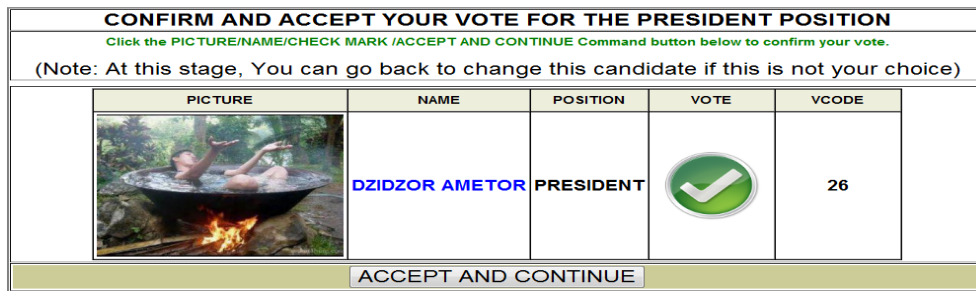 CONFIRM AND ACCEPT YOUR VOTE FOR THE PRESIDENT POSITION
Click the PICTURE/NAME/CHECK MARK /ACCEPT AND CONTINUE Command button below to confirm your vote.
(Note: At this stage, You can go back to change this candidate if this is not your choice)
PICTURE NAME POSITION VOTE VCODE
DZIDZOR AMETOR PRESIDENT 26
ACCEPT AND CONTINUE